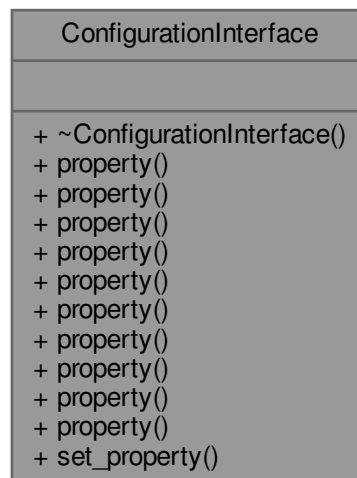 ConfigurationInterface
+ ~ConfigurationInterface()
+ property()
+ property()
+ property()
+ property()
+ property()
+ property()
+ property()
+ property()
+ property()
+ property()
+ set_property()